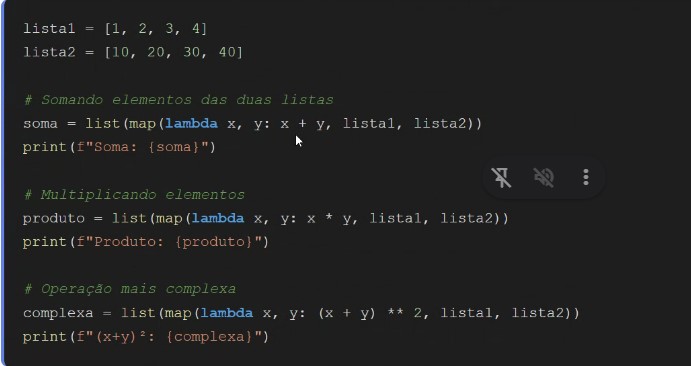 lista1 = [1, 2, 3, 4]
lista2 = [10, 20, 30, 40]
# Somando elementos das duas listas
soma = list(map(lambda x, y: x + y, lista1, lista2))
print(f"Soma: {soma}")
# Multiplicando elementos
produto = list(map(lambda x, y: x * y, lista1, lista2))
print(f"Produto: {produto}")
# Operação mais complexa
complexa = list(map(lambda x, y: (x + y) ** 2, lista1, lista2))
print(f"(x+y)²: {complexa}")